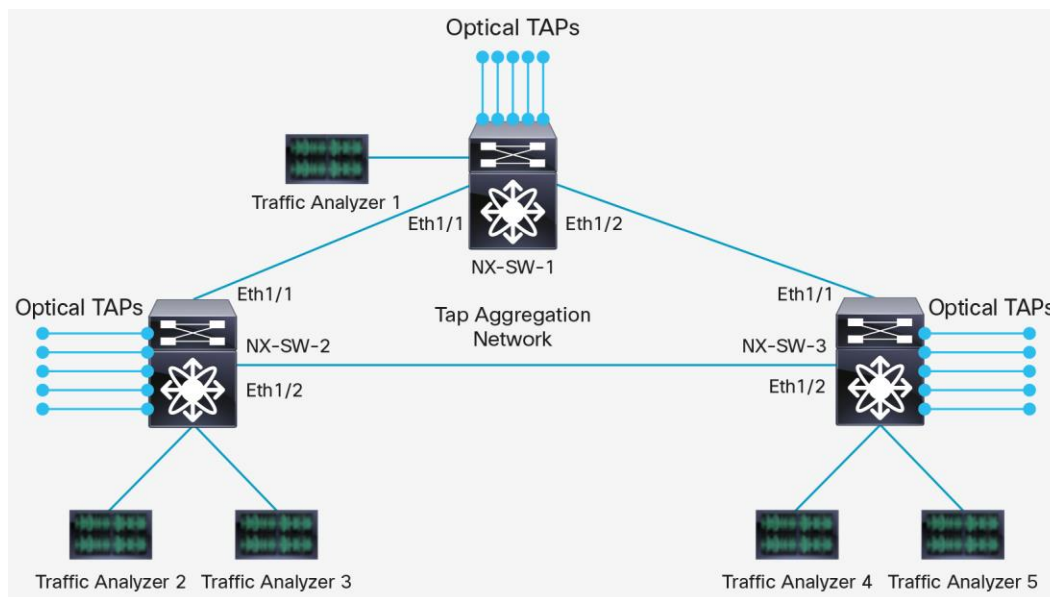 Optical TAPs
Traffic Analyzer 1
Eth1/1
Eth1/2
NX-SW-1
Eth1/1
Eth1/1
Optical TAPs
Tap Aggregation
Network
Optical TAPs
NX-SW-2
NX-SW-3
Eth1/2
Eth1/2
Traffic Analyzer 2
Traffic Analyzer 3
Traffic Analyzer 4
Traffic Analyzer 5